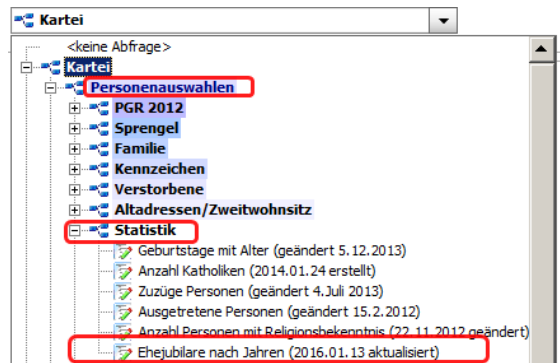 Kartei
<keine Abfrage>
Kartei
Personenauswahlen
PGR 2012
Sprengel
Familie
Kennzeichen
Verstorbene
Altadressen/Zweitwohnsitz
Statistik
Geburtstage mit Alter (geändert 5.12.2013)
Anzahl Katholiken (2014.01.24 erstellt)
Zuzüge Personen (geändert 4.Juli 2013)
Ausgetretene Personen (geändert 15.2.2012)
Anzahl Personen mit Religionsbekenntnis (22.11.2012 geändert)
Ehejubilare nach Jahren (2016.01.13 aktualisiert)